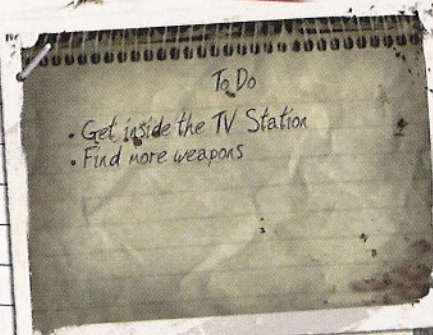 To Do
• Get inside the TV Station
• Find more weapons